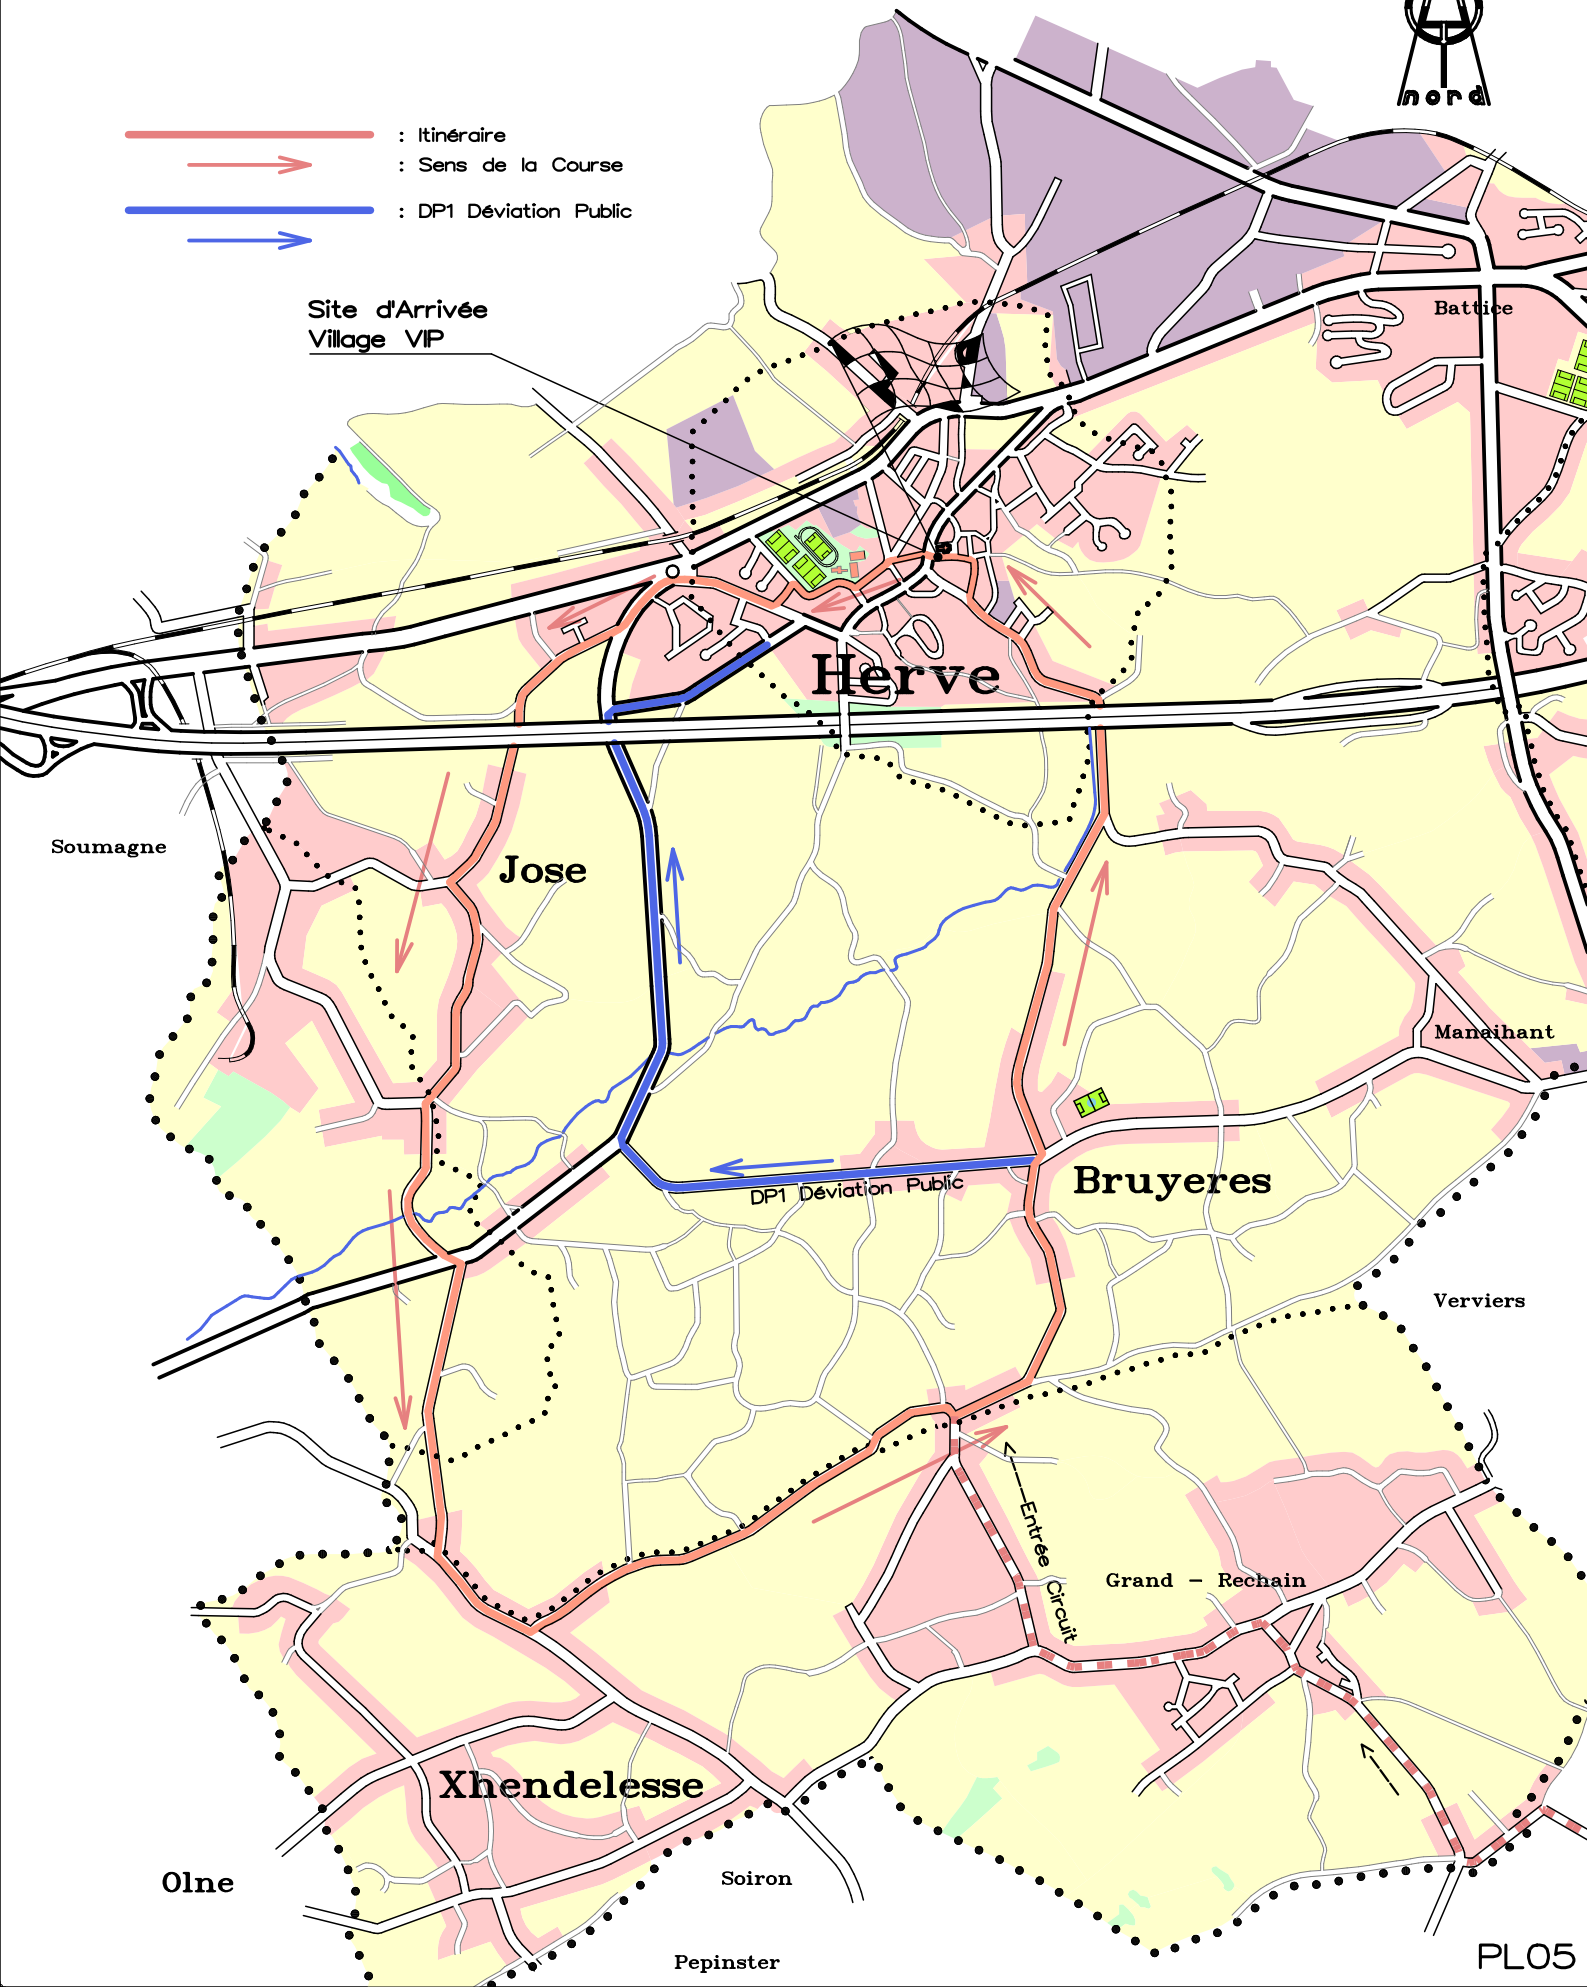 nord
: Itinéraire
: Sens de la Course
: DP1 Déviation Public
Site d'Arrivée
Village VIP
Battice
Herve
Soumagne
Jose
Manaihant
Bruyeres
DP1 Déviation Public
Verviers
<----Entrée Circuit
Grand - Rechain
<---
Xhendelesse
Olne
Soiron
Pepinster
PL05